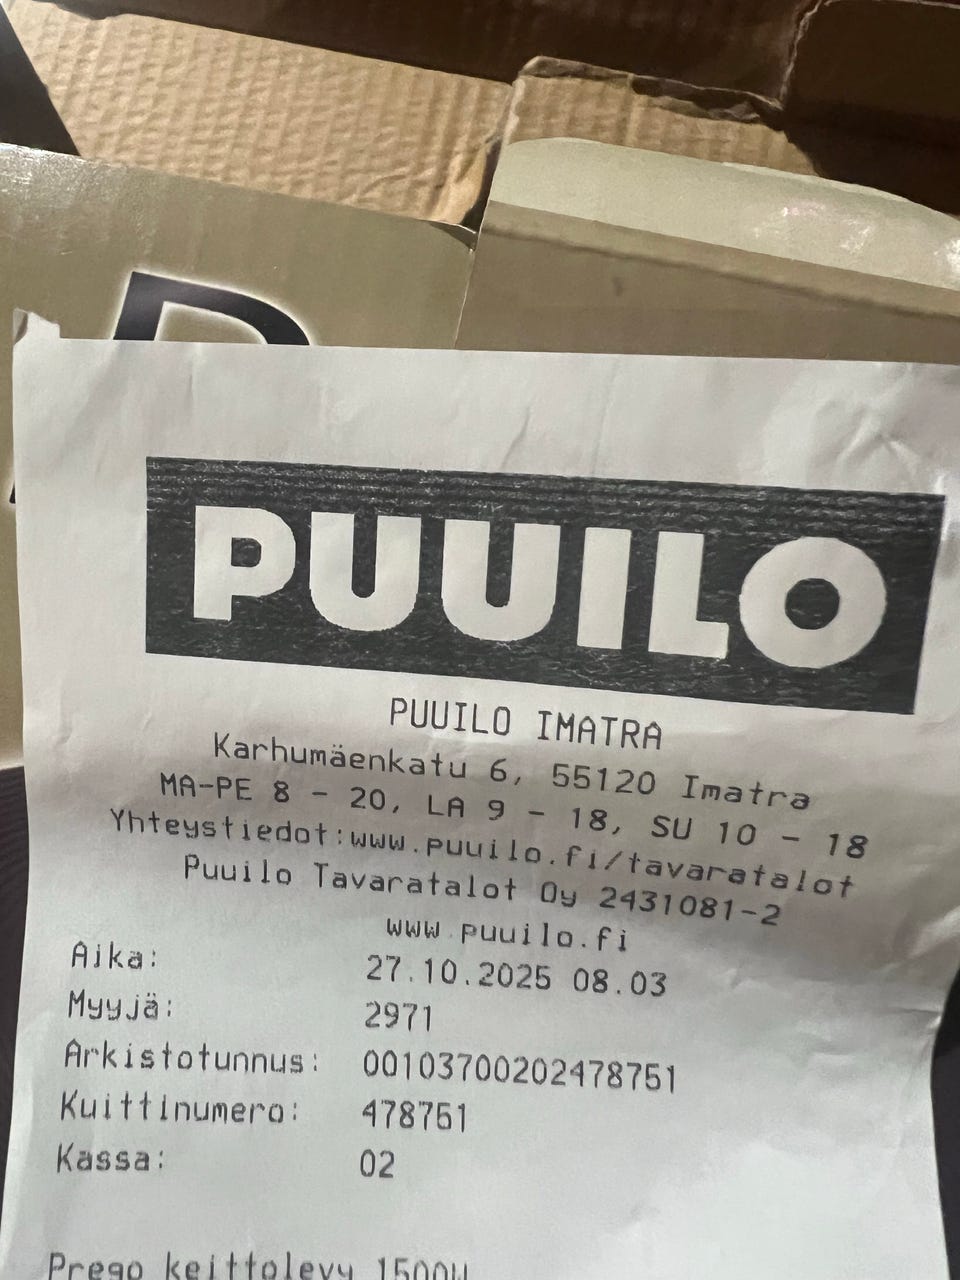 P
PUUILO
PUUILO IMATRA
Karhumäenkatu 6, 55120 Imatra
MA-PE 8 - 20, LA 9 - 18, SU 10 - 18
Yhteystiedot:www.puuilo.fi/tavaratalot
Puuilo Tavaratalot Oy 2431081-2
www.puuilo.fi
Aika: 27.10.2025 08.03
Myyjä: 2971
Arkistotunnus: 00103700202478751
Kuittinumero: 478751
Kassa: 02
Prego keittolevy 1500W